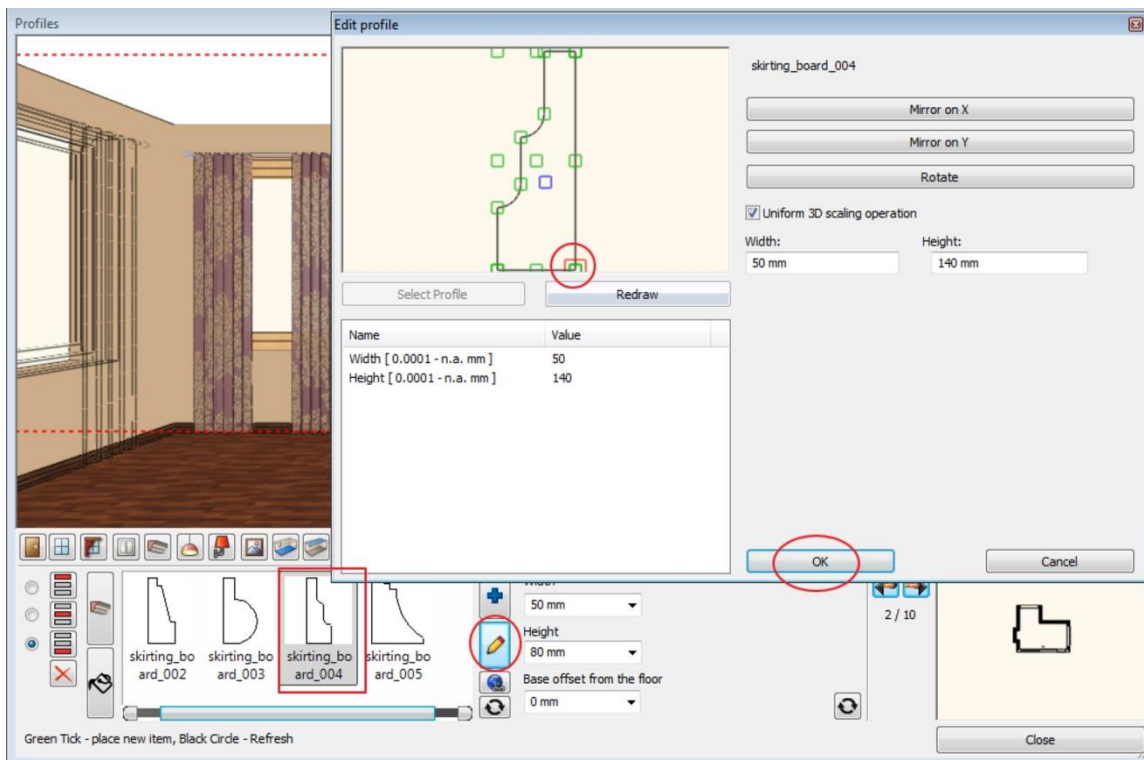 Profiles
Edit profile
skirting_board_004
Mirror on X
Mirror on Y
Rotate
Uniform 3D scaling operation
Width:
Height:
50 mm
140 mm
Select Profile
Redraw
Name
Value
Width [ 0.0001 - n.a. mm ]
50
Height [ 0.0001 - n.a. mm ]
140
OK
Cancel
skirting_bo
ard_002
skirting_bo
ard_003
skirting_bo
ard_004
skirting_bo
ard_005
Width
50 mm
Height
80 mm
Base offset from the floor
0 mm
2 / 10
Green Tick - place new item, Black Circle - Refresh
Close